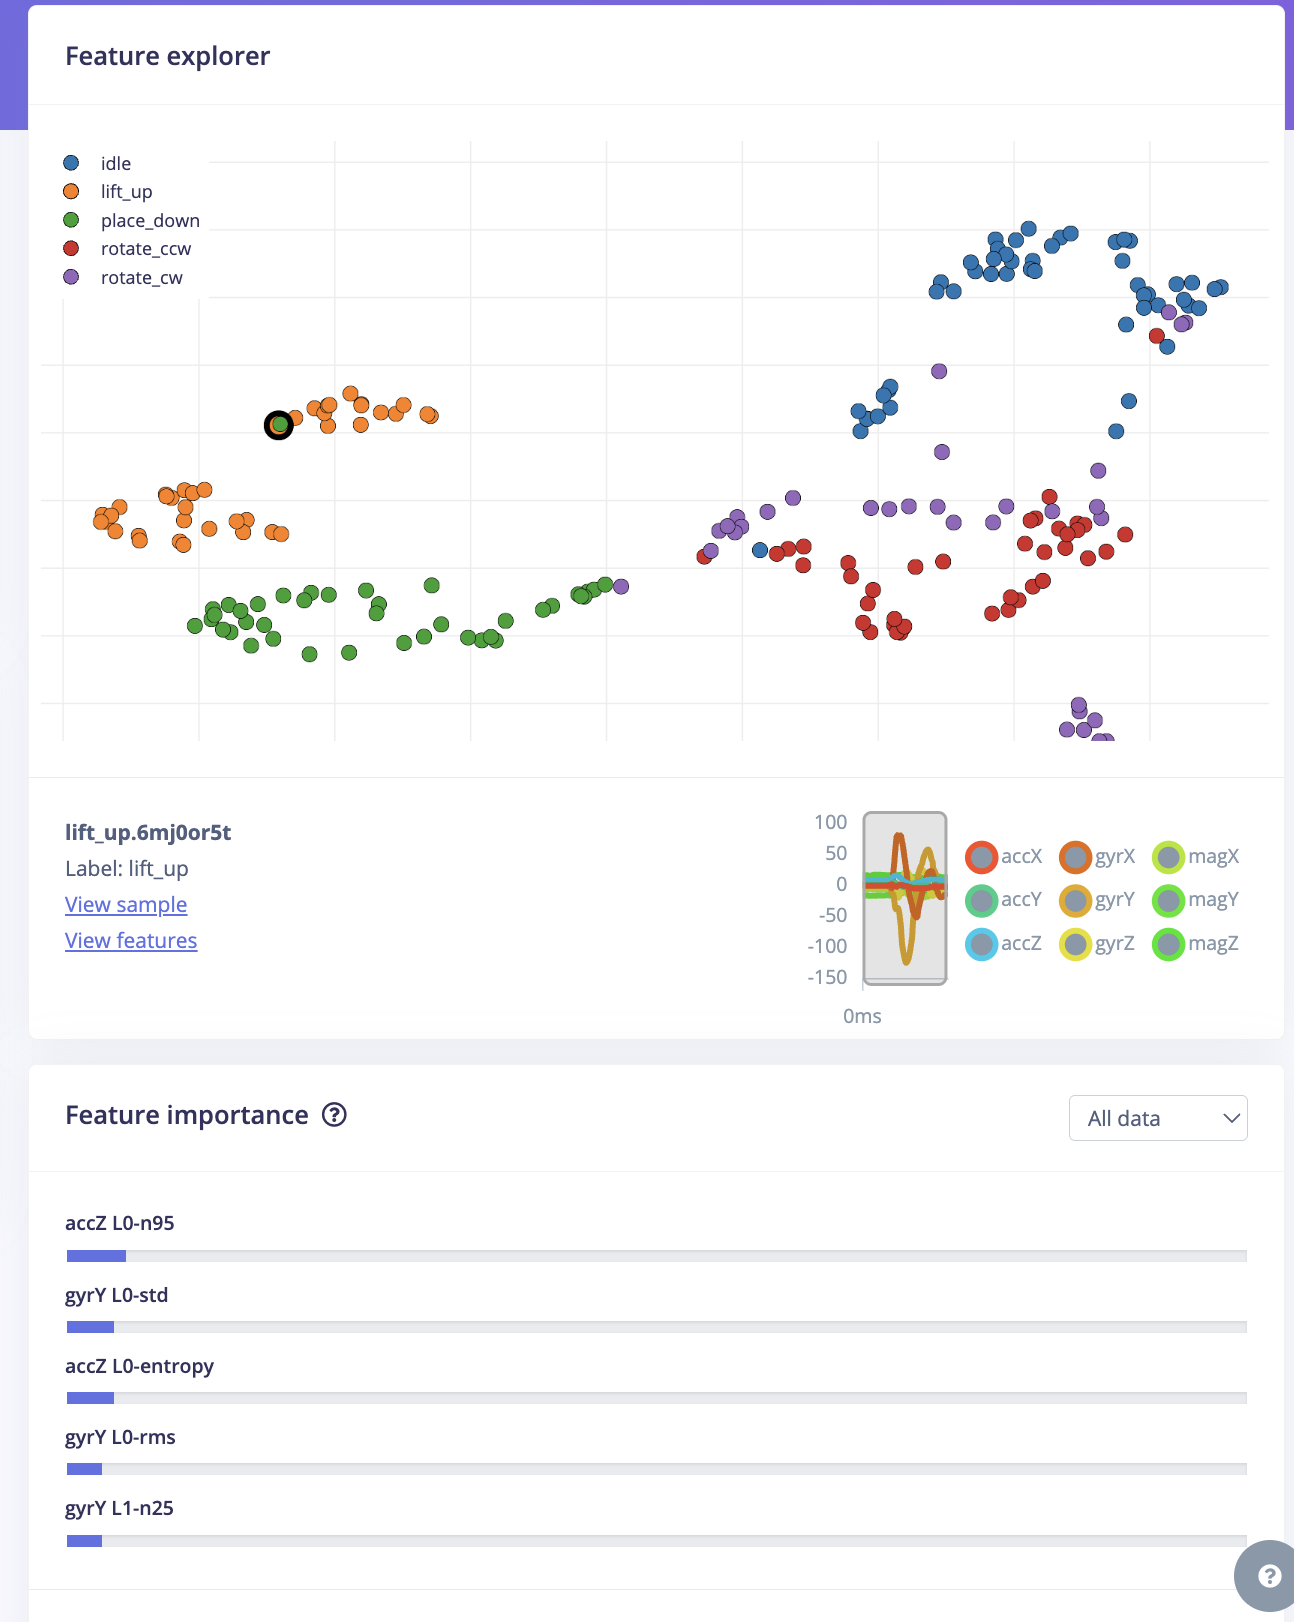 Feature explorer
idle
lift_up
place_down
rotate_ccw
rotate_cw
lift_up.6mj0or5t
Label: lift_up
View sample
View features
100
50
0
-50
-100
-150
0ms
accX gyrX magX
accY gyrY magY
accZ gyrZ magZ
Feature importance ?
All data
accZ L0-n95
gyrY L0-std
accZ L0-entropy
gyrY L0-rms
gyrY L1-n25
?